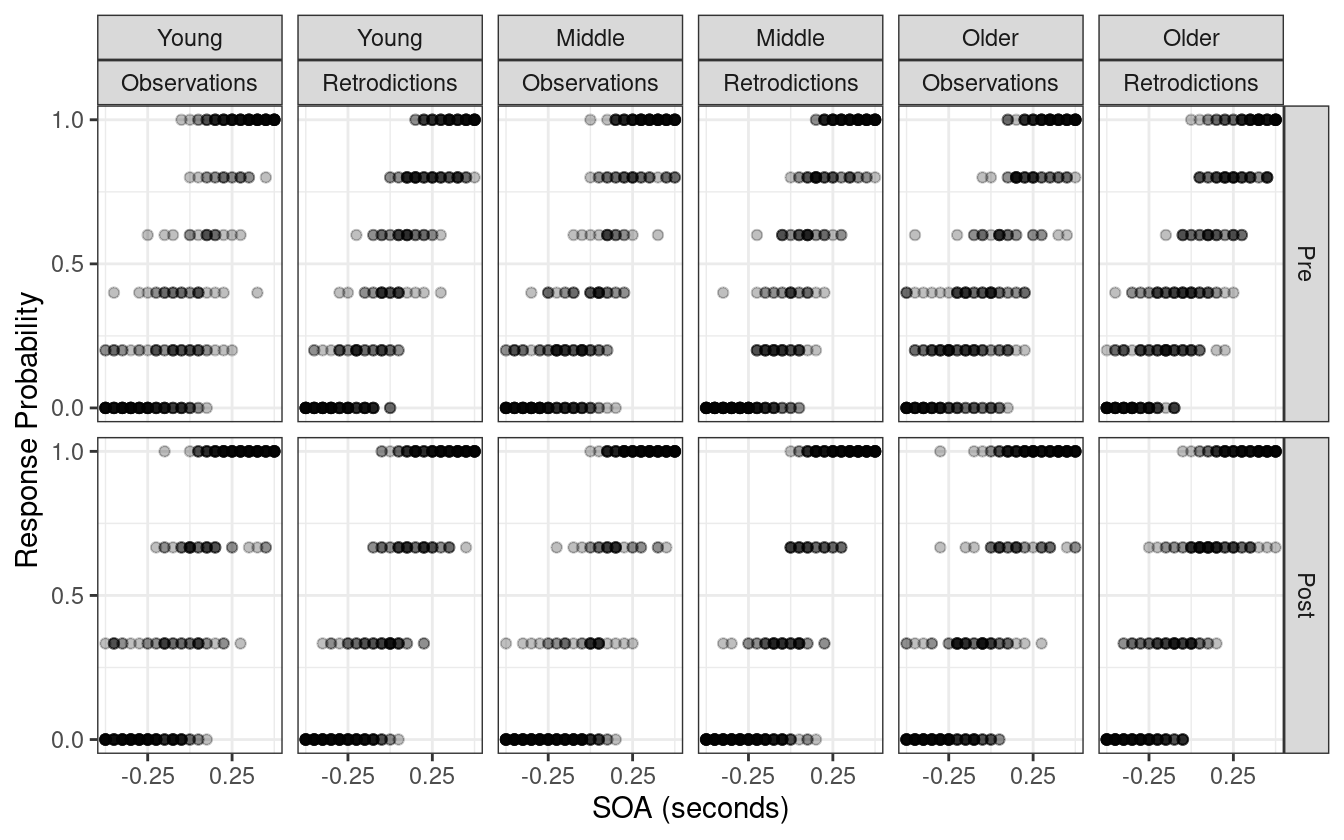 Young Young Middle Middle Older Older
Observations Retrodictions Observations Retrodictions Observations Retrodictions
1.0
0.5
0.0
Pre
1.0
0.5
0.0
Post
Response Probability
-0.25 0.25 -0.25 0.25 -0.25 0.25 -0.25 0.25 -0.25 0.25 -0.25 0.25
SOA (seconds)